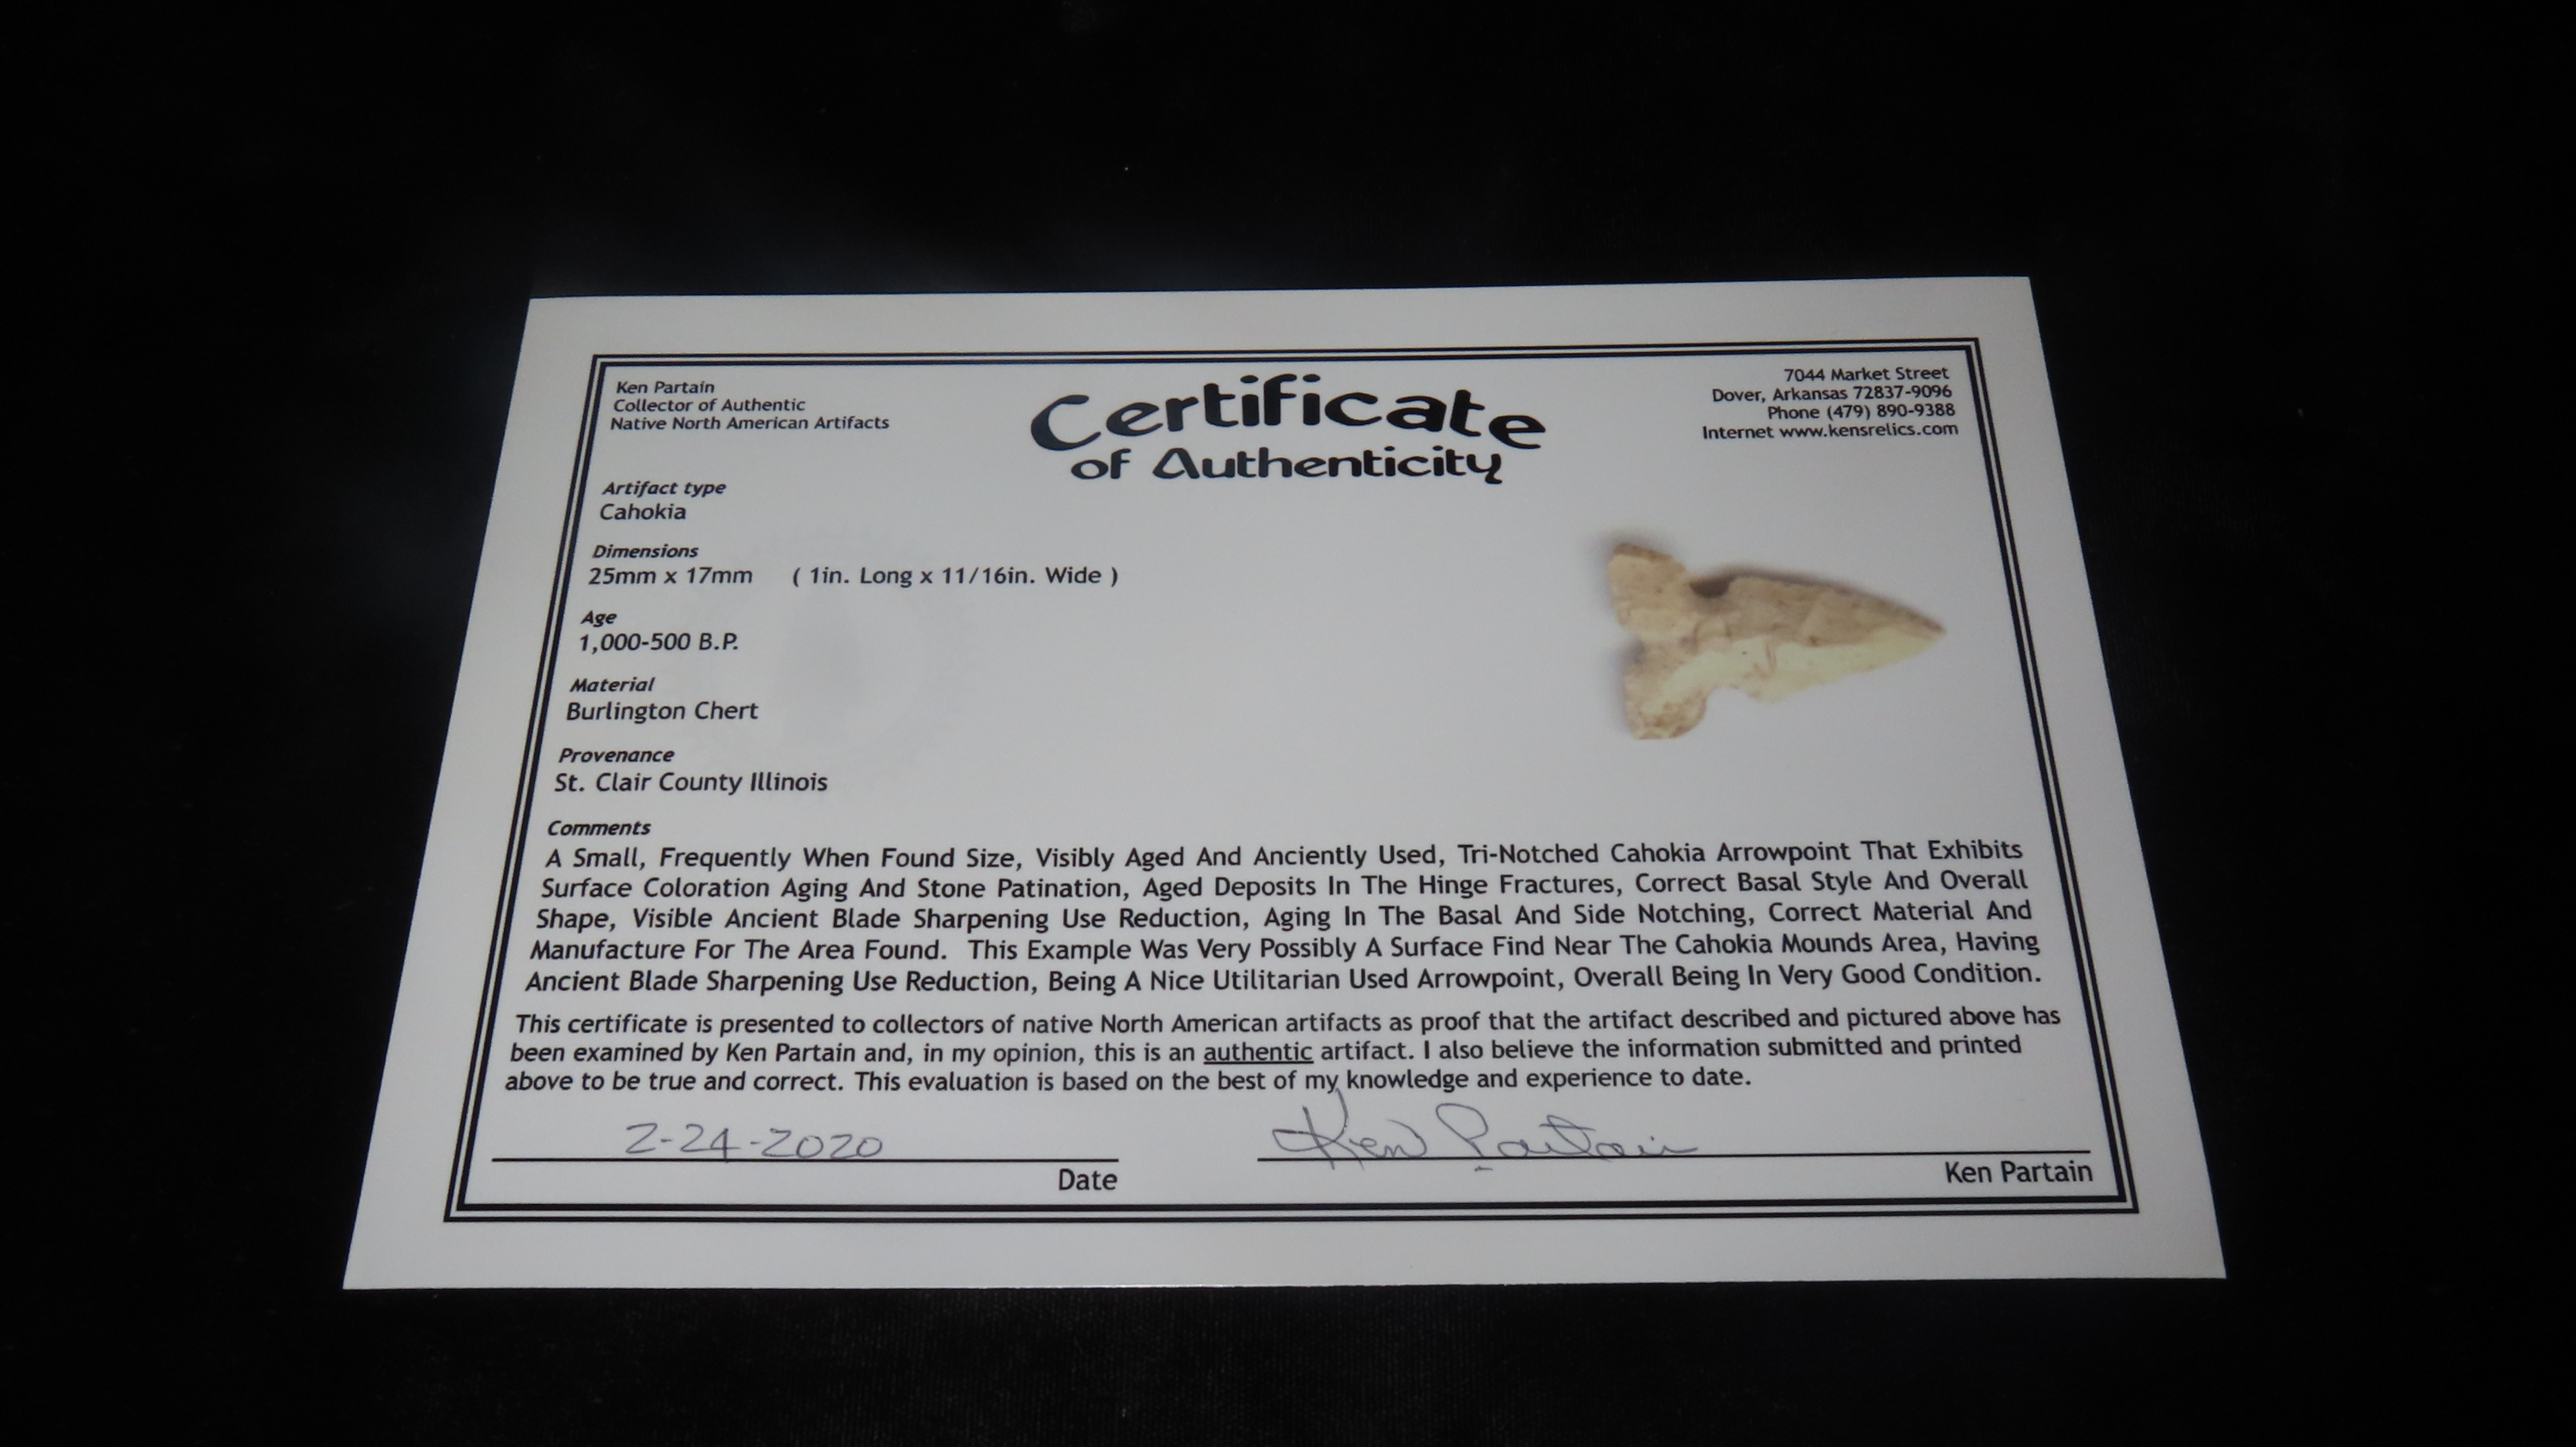 Ken Partain
Collector of Authentic
Native North American Artifacts
Certificate
of Authenticity
7044 Market Street
Dover, Arkansas 72837-9096
Phone (479) 890-9388
Internet www.kensrelics.com
Artifact type
Cahokia
Dimensions
25mm x 17mm ( 1in. Long x 11/16in. Wide )
Age
1,000-500 B.P.
Material
Burlington Chert
Provenance
St. Clair County Illinois
Comments
A Small, Frequently When Found Size, Visibly Aged And Anciently Used, Tri-Notched Cahokia Arrowpoint That Exhibits
Surface Coloration Aging And Stone Patination, Aged Deposits In The Hinge Fractures, Correct Basal Style And Overall
Shape, Visible Ancient Blade Sharpening Use Reduction, Aging In The Basal And Side Notching, Correct Material And
Manufacture For The Area Found. This Example Was Very Possibly A Surface Find Near The Cahokia Mounds Area, Having
Ancient Blade Sharpening Use Reduction, Being A Nice Utilitarian Used Arrowpoint, Overall Being In Very Good Condition.
This certificate is presented to collectors of native North American artifacts as proof that the artifact described and pictured above has
been examined by Ken Partain and, in my opinion, this is an authentic artifact. I also believe the information submitted and printed
above to be true and correct. This evaluation is based on the best of my knowledge and experience to date.
2-24-2020
Ken Partain
Date
Ken Partain